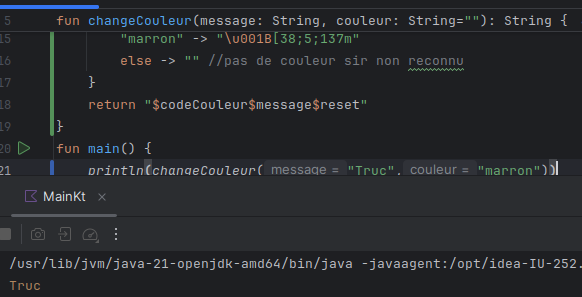 5 fun changeCouleur(message: String, couleur: String=""): String {
15 "marron" -> "\u001B[38;5;137m"
16 else -> "" //pas de couleur sir non reconnu
17 }
18 return "$codeCouleur$message$reset"
19 }
20 fun main() {
21 println(changeCouleur( message = "Truc", couleur = "marron"))
MainKt
/usr/lib/jvm/java-21-openjdk-amd64/bin/java -javaagent:/opt/idea-IU-252.
Truc